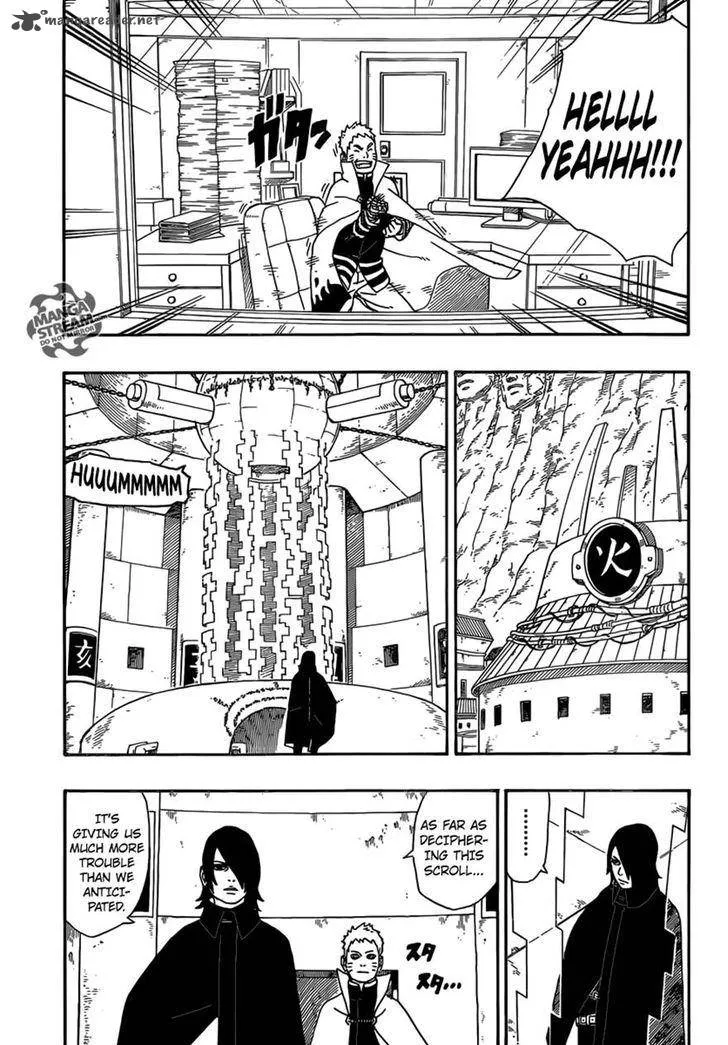 mangareader.net
HELLLL
YEAHHH!!!
ガタッ
MANGA
STREAM
DO NOT MIRROR
火
HUUUMMMMM
亥
.........
AS FAR AS
DECIPHER-
ING THIS
SCROLL...
スタ
スタ...
IT'S
GIVING US
MUCH MORE
TROUBLE
THAN WE
ANTICI-
PATED.